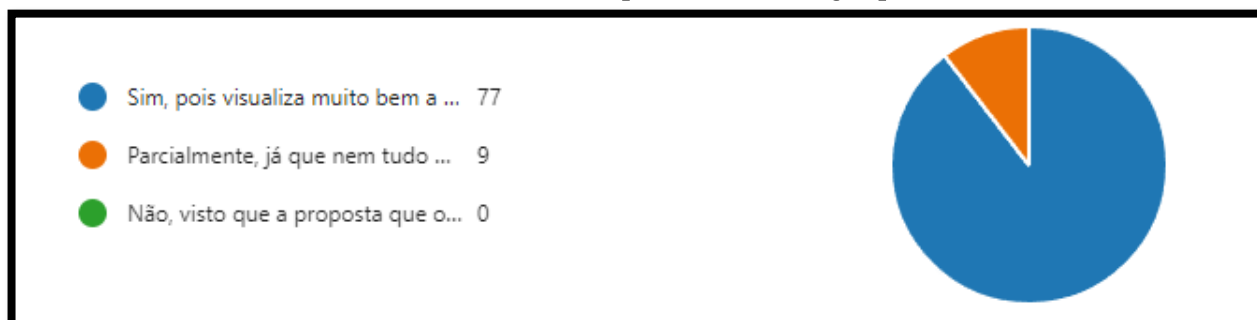 Sim, pois visualiza muito bem a ... 77
Parcialmente, já que nem tudo ... 9
Não, visto que a proposta que o... 0